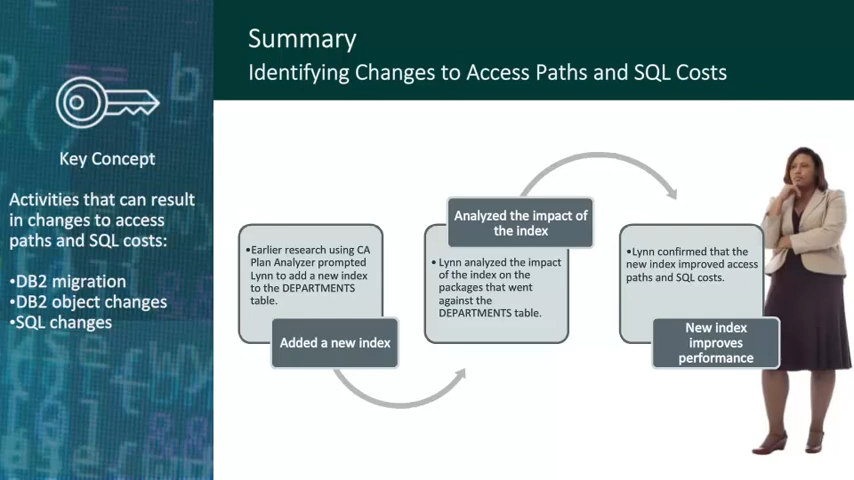 Summary
Identifying Changes to Access Paths and SQL Costs
Key Concept
Activities that can result
in changes to access
paths and SQL costs:
•DB2 migration
•DB2 object changes
•SQL changes
•Earlier research using CA
Plan Analyzer prompted
Lynn to add a new index
to the DEPARTMENTS
table.
Added a new index
Analyzed the impact of
the index
• Lynn analyzed the impact
of the index on the
packages that went
against the
DEPARTMENTS table.
•Lynn confirmed that the
new index improved access
paths and SQL costs.
New index
improves
performance